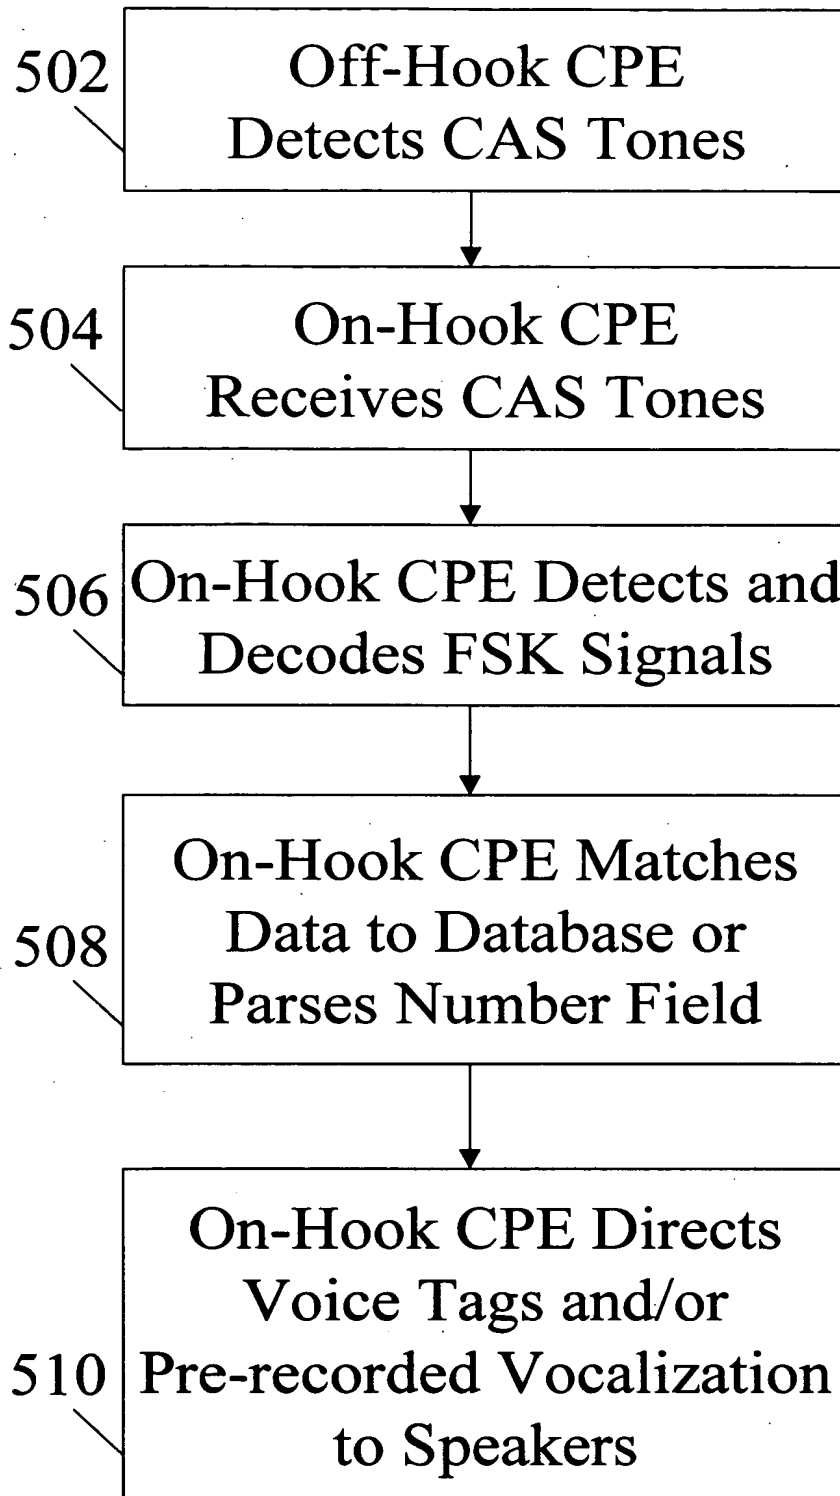 502
Off-Hook CPE
Detects CAS Tones
504
On-Hook CPE
Receives CAS Tones
506
On-Hook CPE Detects and
Decodes FSK Signals
508
On-Hook CPE Matches
Data to Database or
Parses Number Field
510
On-Hook CPE Directs
Voice Tags and/or
Pre-recorded Vocalization
to Speakers